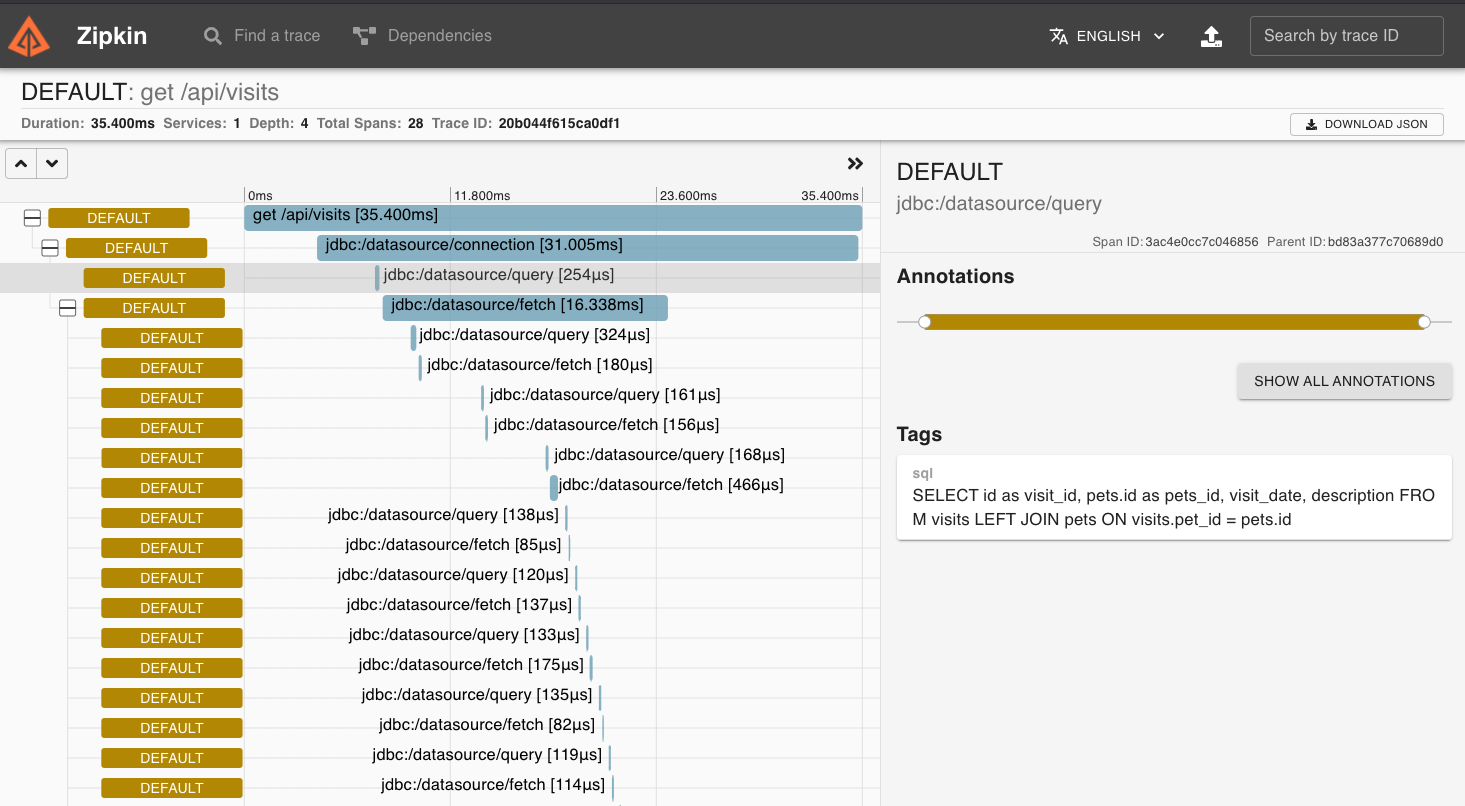 Zipkin Find a trace Dependencies ENGLISH Search by trace ID
DEFAULT: get /api/visits
Duration: 35.400ms Services: 1 Depth: 4 Total Spans: 28 Trace ID: 20b044f615ca0df1 DOWNLOAD JSON
0ms 11.800ms 23.600ms 35.400ms
DEFAULT get /api/visits [35.400ms]
DEFAULT jdbc:/datasource/connection [31.005ms]
DEFAULT jdbc:/datasource/query [254µs]
DEFAULT jdbc:/datasource/fetch [16.338ms]
DEFAULT jdbc:/datasource/query [324µs]
DEFAULT jdbc:/datasource/fetch [180µs]
DEFAULT jdbc:/datasource/query [161µs]
DEFAULT jdbc:/datasource/fetch [156µs]
DEFAULT jdbc:/datasource/query [168µs]
DEFAULT jdbc:/datasource/fetch [466µs]
DEFAULT jdbc:/datasource/query [138µs]
DEFAULT jdbc:/datasource/fetch [85µs]
DEFAULT jdbc:/datasource/query [120µs]
DEFAULT jdbc:/datasource/fetch [137µs]
DEFAULT jdbc:/datasource/query [133µs]
DEFAULT jdbc:/datasource/fetch [175µs]
DEFAULT jdbc:/datasource/query [135µs]
DEFAULT jdbc:/datasource/fetch [82µs]
DEFAULT jdbc:/datasource/query [119µs]
DEFAULT jdbc:/datasource/fetch [114µs]
DEFAULT
jdbc:/datasource/query
Span ID: 3ac4e0cc7c046856 Parent ID: bd83a377c70689d0
Annotations
SHOW ALL ANNOTATIONS
Tags
sql
SELECT id as visit_id, pets.id as pets_id, visit_date, description FRO
M visits LEFT JOIN pets ON visits.pet_id = pets.id